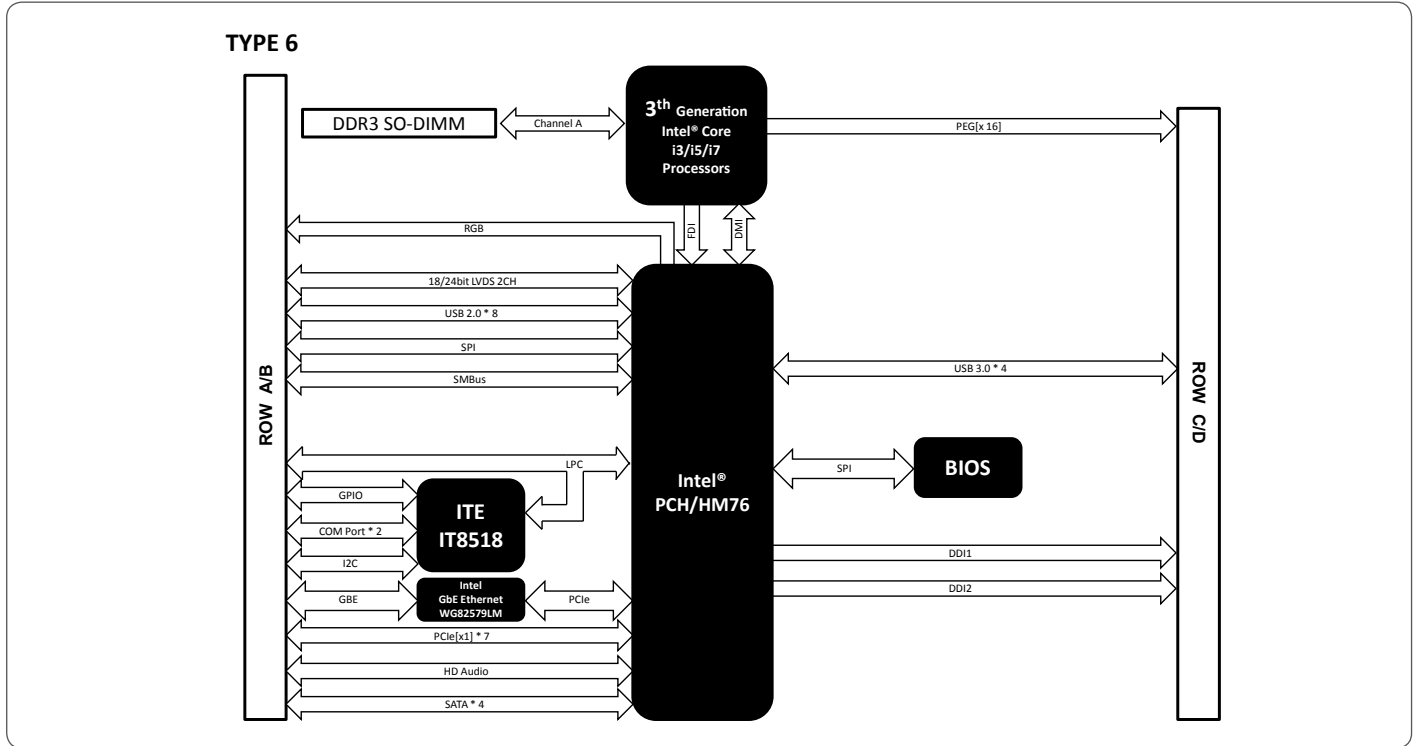 TYPE 6
ROW A/B
DDR3 SO-DIMM
Channel A
3th Generation
Intel® Core
i3/i5/i7
Processors
PEG[x 16]
ROW C/D
RGB
FDI
DMI
18/24bit LVDS 2CH
USB 2.0 * 8
SPI
SMBus
USB 3.0 * 4
LPC
Intel®
PCH/HM76
SPI
BIOS
GPIO
COM Port * 2
I2C
ITE
IT8518
GBE
Intel
GbE Ethernet
WG82579LM
PCIe
DDI1
DDI2
PCIe[x1] * 7
HD Audio
SATA * 4